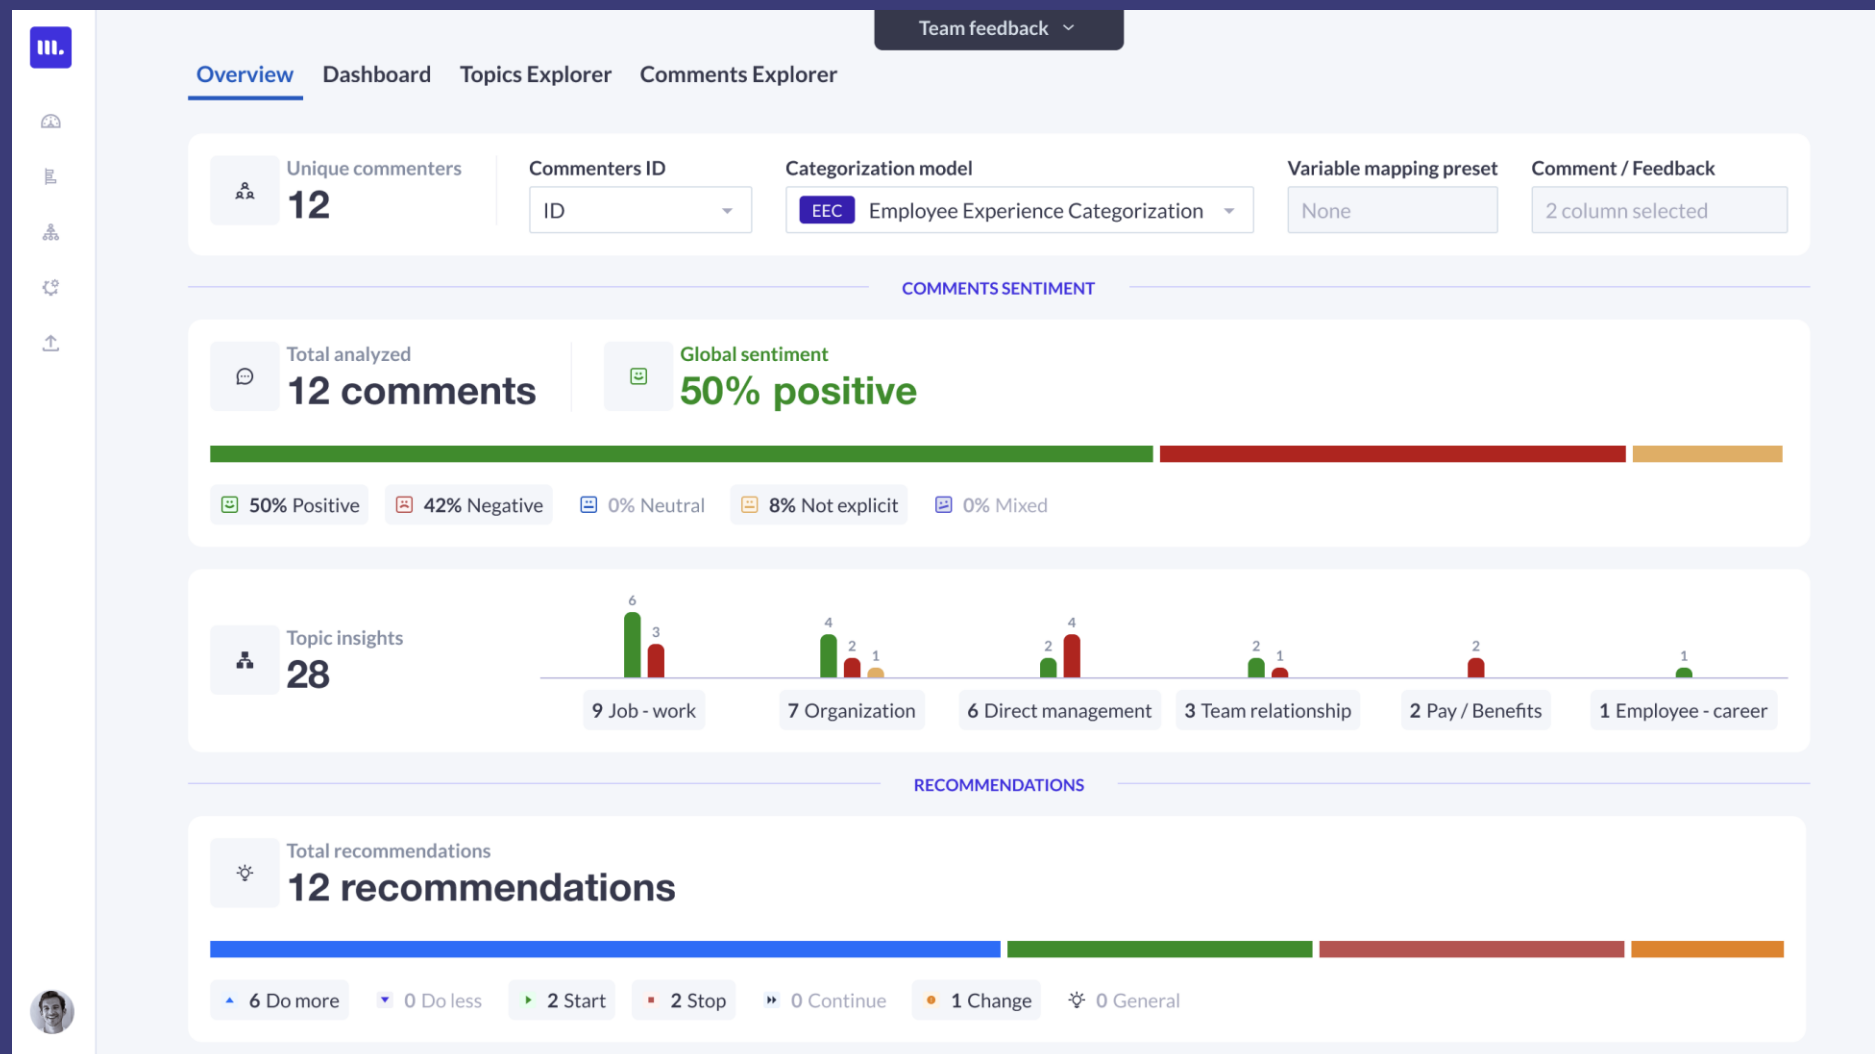 Team feedback
m.
Overview Dashboard Topics Explorer Comments Explorer
Unique commenters
12
Commenters ID
ID
Categorization model
EEC Employee Experience Categorization
Variable mapping preset
None
Comment / Feedback
2 column selected
COMMENTS SENTIMENT
Total analyzed
12 comments
Global sentiment
50% positive
50% Positive 42% Negative 0% Neutral 8% Not explicit 0% Mixed
Topic insights
28
6 3 4 2 1 2 4 2 1 2 1
9 Job - work 7 Organization 6 Direct management 3 Team relationship 2 Pay / Benefits 1 Employee - career
RECOMMENDATIONS
Total recommendations
12 recommendations
6 Do more 0 Do less 2 Start 2 Stop 0 Continue 1 Change 0 General